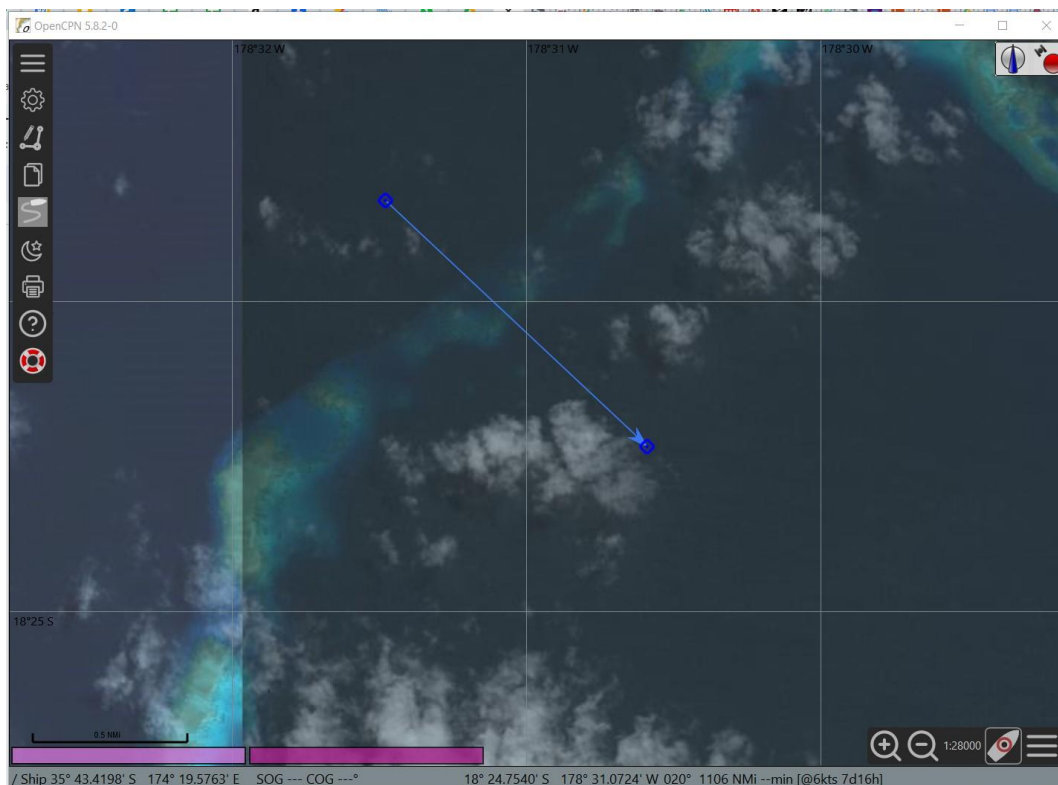 OpenCPN 5.8.2-0
178°32 W
178°31 W
178°30 W
18°25 S
0.5 NMi
1:28000
/ Ship 35° 43.4198' S 174° 19.5763' E SOG --- COG ---° 18° 24.7540' S 178° 31.0724' W 020° 1106 NMi --min [@6kts 7d16h]